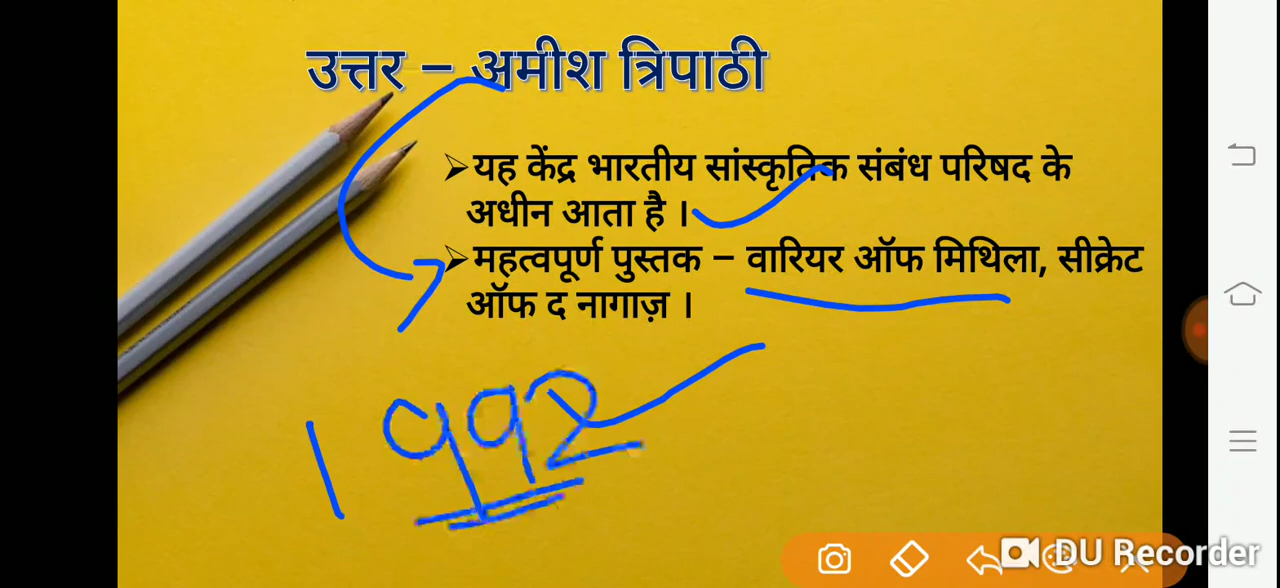 उत्तर – अमीश त्रिपाठी
➢यह केंद्र भारतीय सांस्कृतिक संबंध परिषद के
अधीन आता है ।
➢महत्वपूर्ण पुस्तक – वारियर ऑफ मिथिला, सीक्रेट
ऑफ द नागाज़ ।
1992
DU Recorder